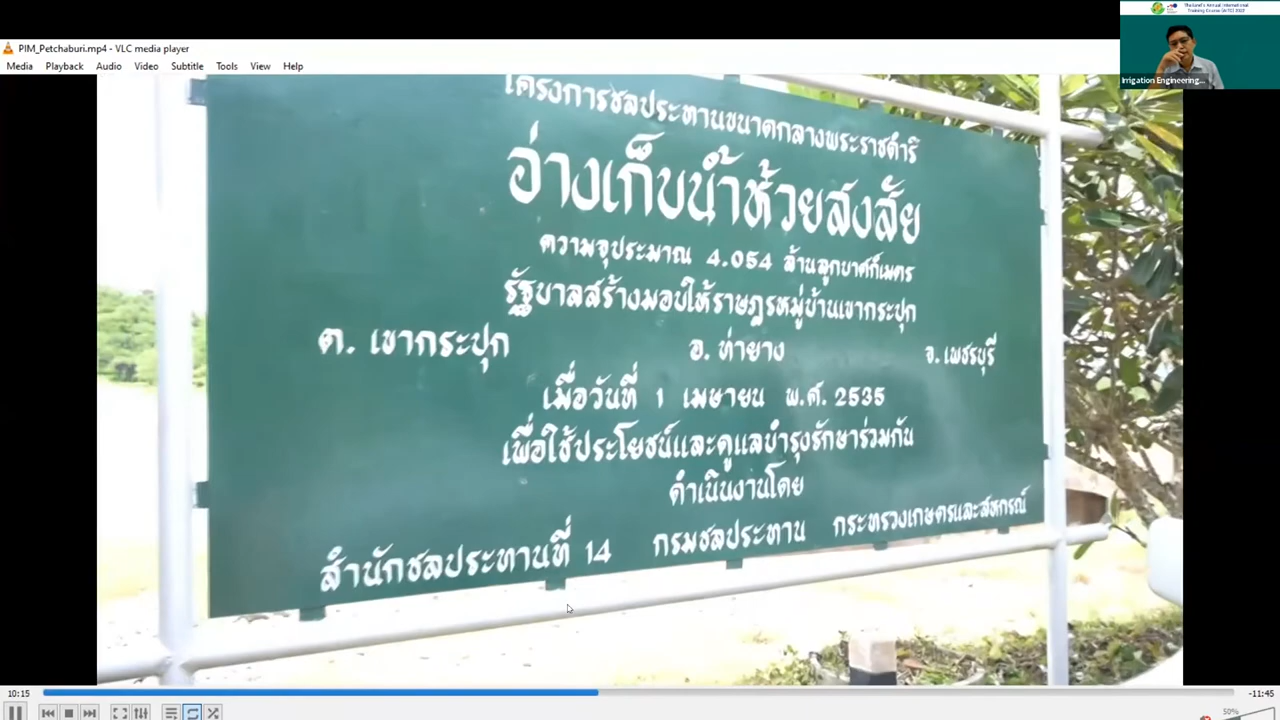 PIM_Petchaburi.mp4 - VLC media player
Media Playback Audio Video Subtitle Tools View Help
Thailand's Annual International
Training Course (AITC) 2022
Irrigation Engineering...
โครงการชลประทานขนาดกลางพระราชดำริ
อ่างเก็บน้ำห้วยสงสัย
ความจุประมาณ 4.054 ล้านลูกบาศก์เมตร
รัฐบาลสร้างมอบให้ราษฎรหมู่บ้านเขากระปุก
ต. เขากระปุก อ. ท่ายาง จ. เพชรบุรี
เมื่อวันที่ 1 เมษายน พ.ศ. 2535
เพื่อใช้ประโยชน์และดูแลบำรุงรักษาร่วมกัน
ดำเนินงานโดย
สำนักชลประทานที่ 14 กรมชลประทาน กระทรวงเกษตรและสหกรณ์
10:15 -11:45
50%